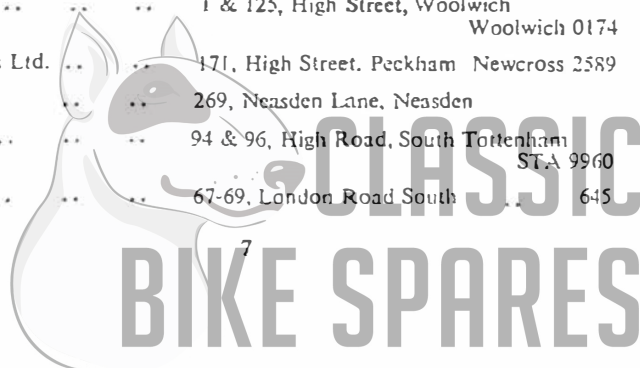 .. .. .. 1 & 125, High Street, Woolwich
Woolwich 0174
Ltd. .. .. 171, High Street. Peckham Newcross 2589
.. .. 269, Neasden Lane, Neasden
.. .. .. 94 & 96, High Road, South Tottenham
STA 9960
. .. .. 67-69, London Road South .. 645
7
CLASSIC
BIKE SPARES